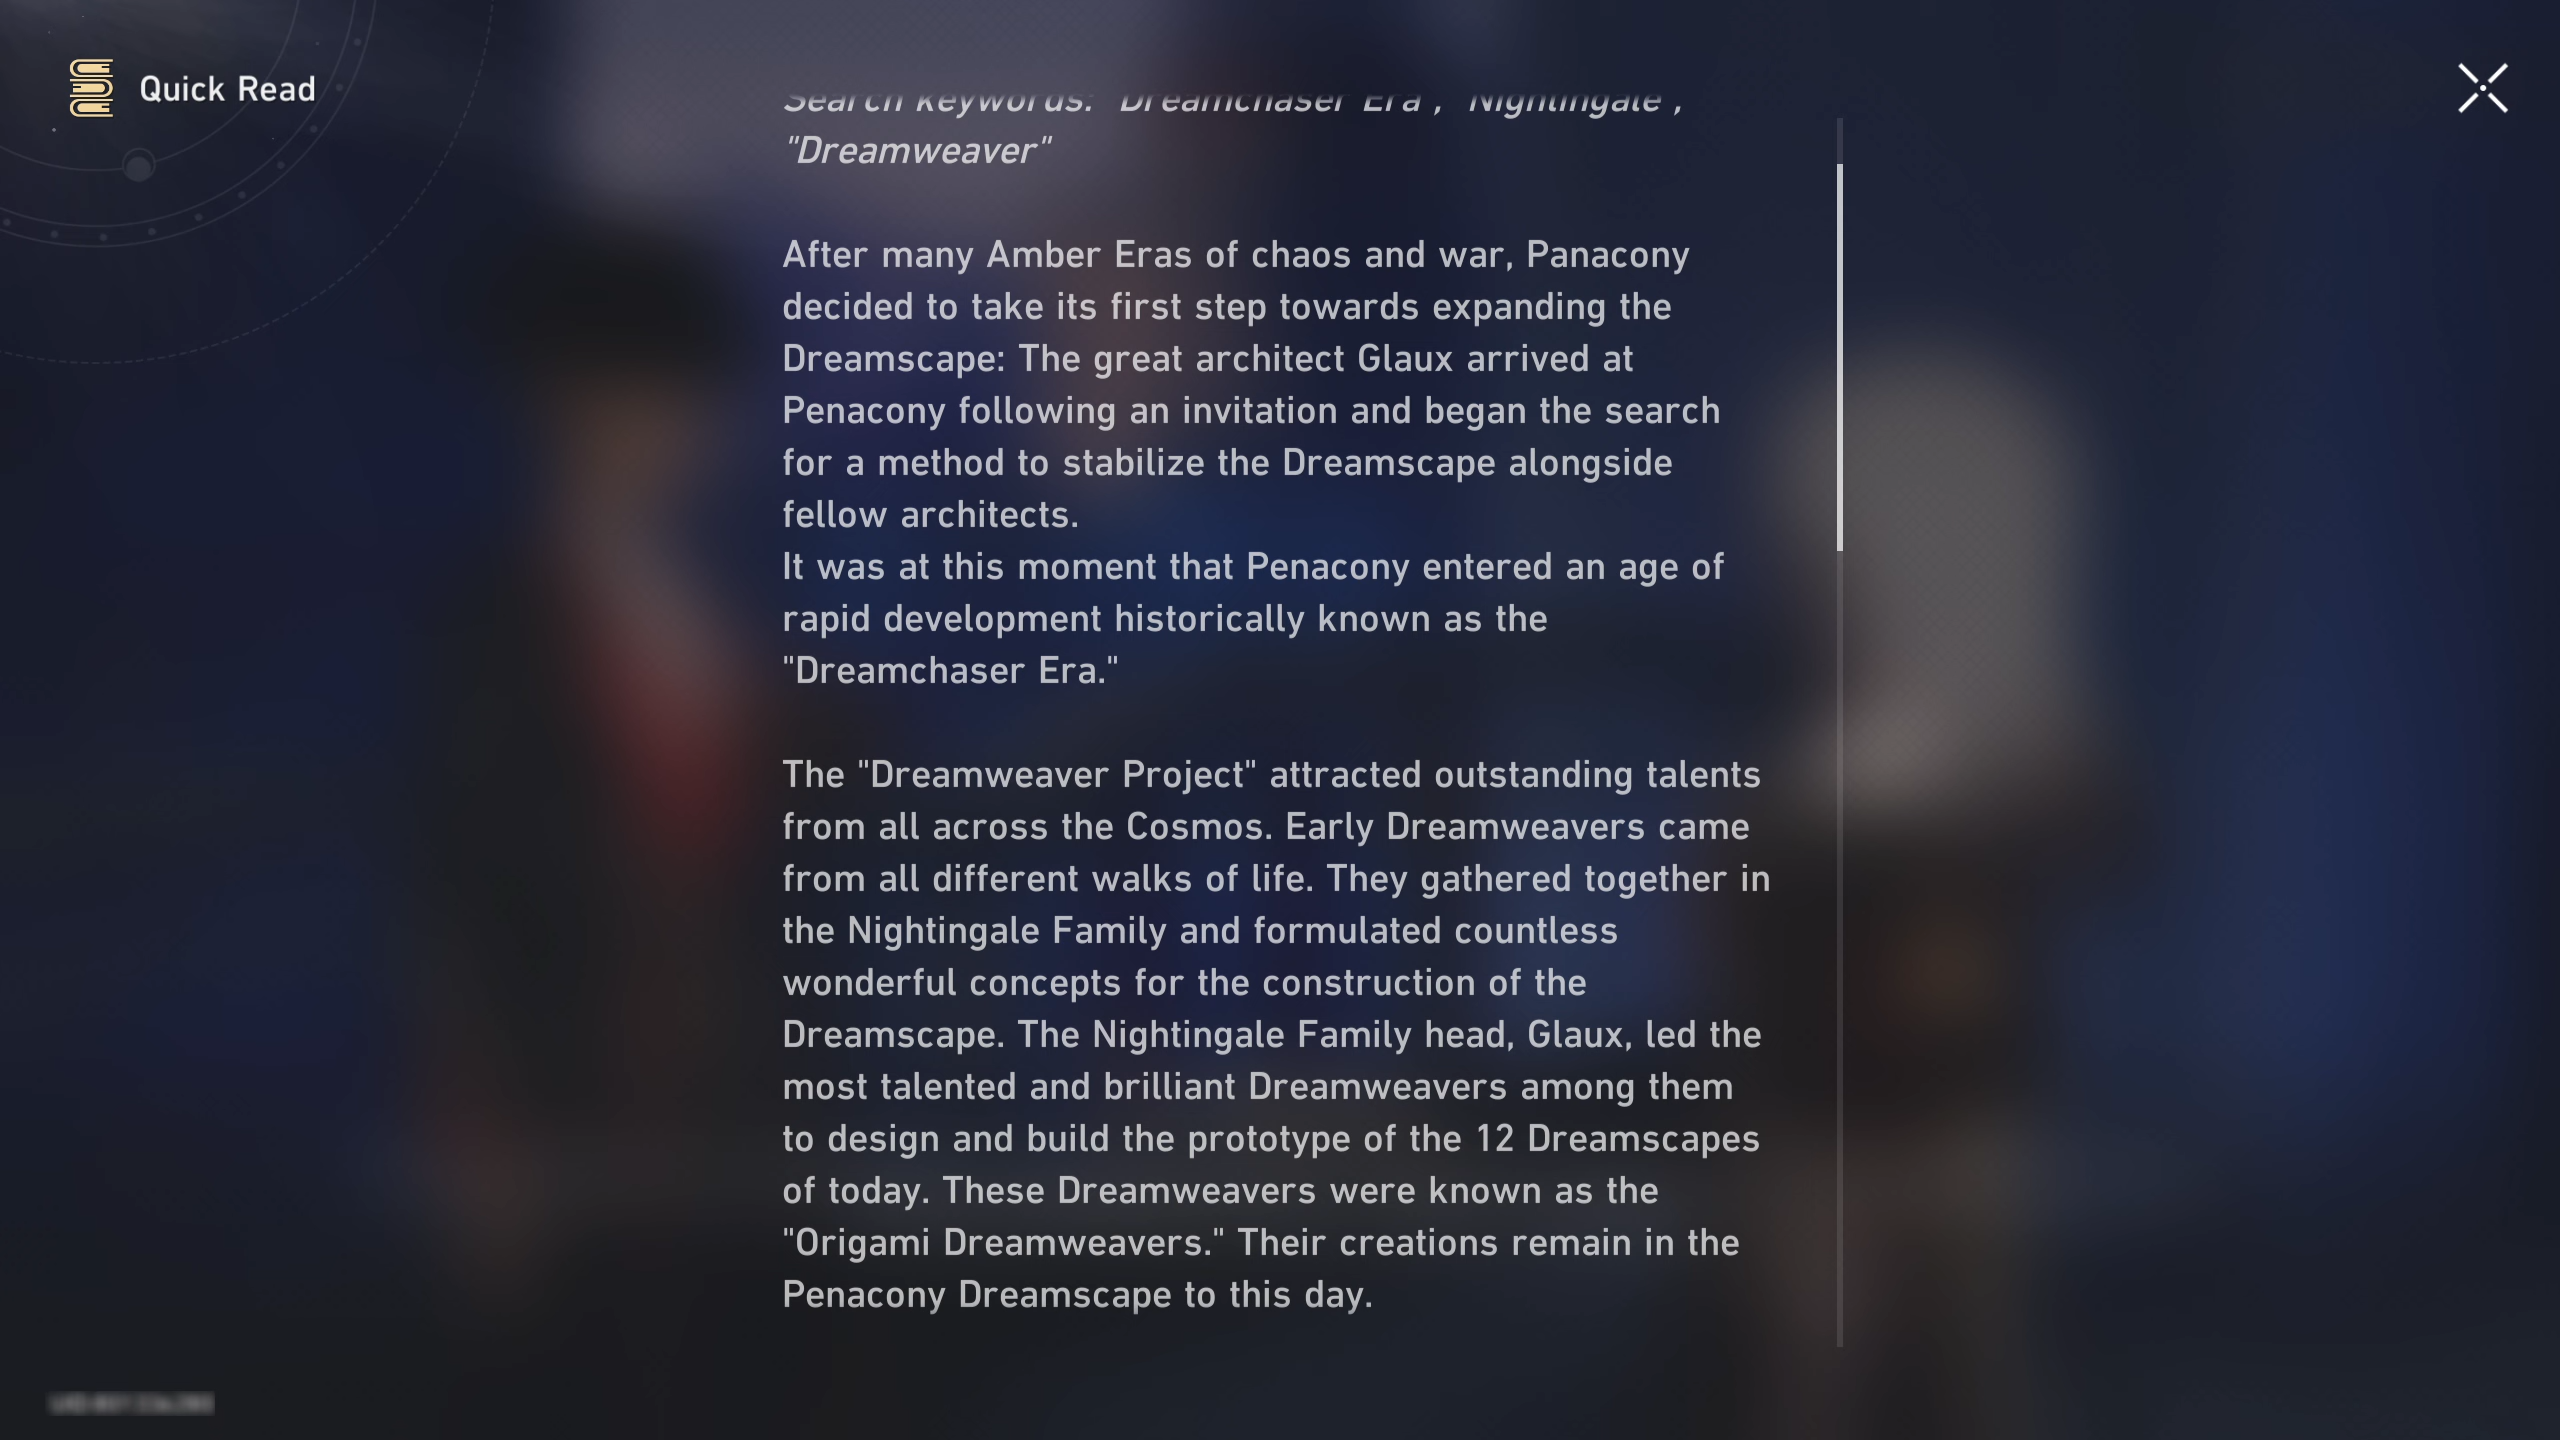 Quick Read
Search keywords: "Dreamchaser Era", "Nightingale",
"Dreamweaver"
After many Amber Eras of chaos and war, Panacony
decided to take its first step towards expanding the
Dreamscape: The great architect Glaux arrived at
Penacony following an invitation and began the search
for a method to stabilize the Dreamscape alongside
fellow architects.
It was at this moment that Penacony entered an age of
rapid development historically known as the
"Dreamchaser Era."
The "Dreamweaver Project" attracted outstanding talents
from all across the Cosmos. Early Dreamweavers came
from all different walks of life. They gathered together in
the Nightingale Family and formulated countless
wonderful concepts for the construction of the
Dreamscape. The Nightingale Family head, Glaux, led the
most talented and brilliant Dreamweavers among them
to design and build the prototype of the 12 Dreamscapes
of today. These Dreamweavers were known as the
"Origami Dreamweavers." Their creations remain in the
Penacony Dreamscape to this day.